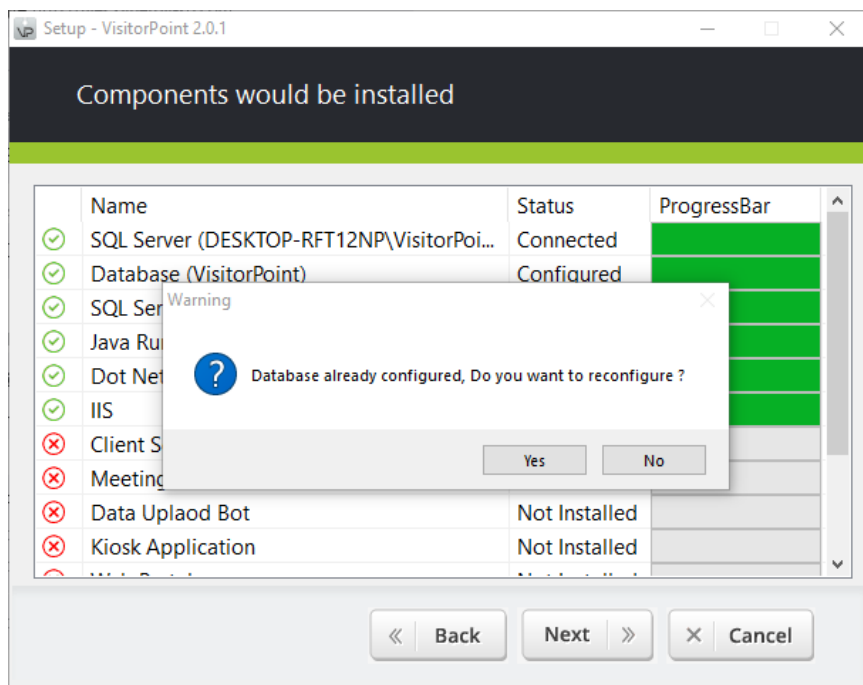 Setup - VisitorPoint 2.0.1
Components would be installed
Name Status ProgressBar
SQL Server (DESKTOP-RFT12NP\VisitorPoi... Connected
Database (VisitorPoint) Configured
SQL Ser
Warning
Java Ru
Database already configured, Do you want to reconfigure ?
Dot Net
IIS
Client S
Yes No
Meeting
Data Uplaod Bot Not Installed
Kiosk Application Not Installed
Back Next Cancel